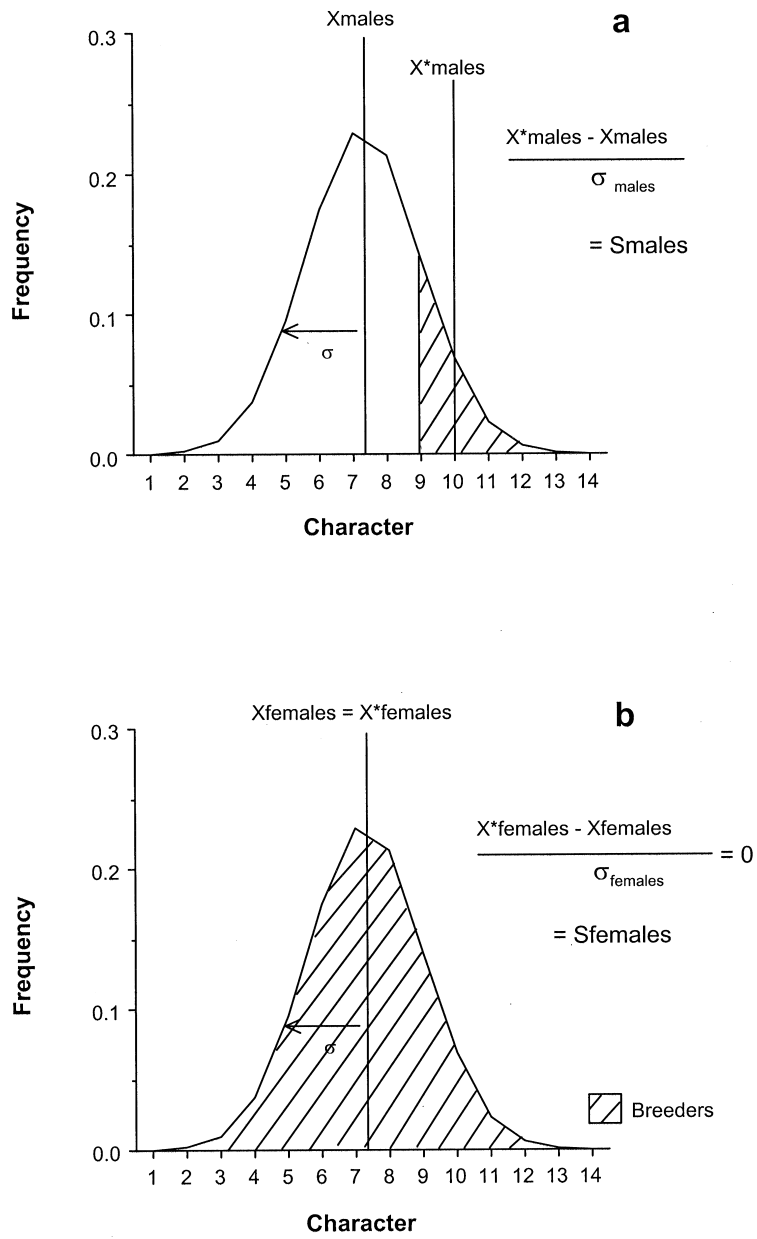 Xmales
a
0.3
X*males
X*males - Xmales
σ males
= Smales
0.2
0.1
0.0
Frequency
σ
1 2 3 4 5 6 7 8 9 10 11 12 13 14
Character
Xfemales = X*females
b
0.3
X*females - Xfemales
= 0
σfemales
= Sfemales
0.2
0.1
0.0
Frequency
σ
Breeders
1 2 3 4 5 6 7 8 9 10 11 12 13 14
Character